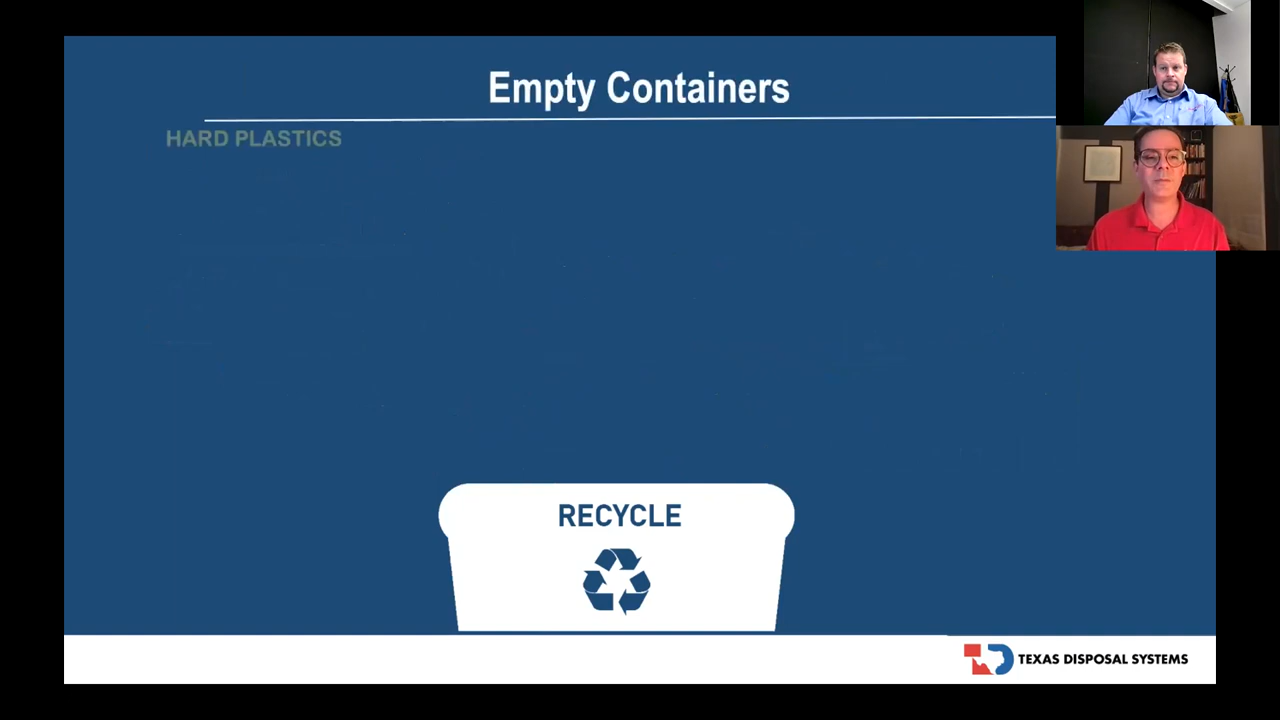 Empty Containers
HARD PLASTICS
RECYCLE
TEXAS DISPOSAL SYSTEMS